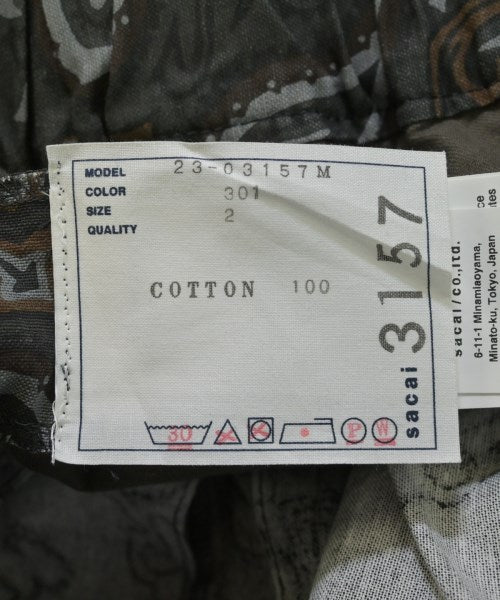 MODEL 23-03157M
COLOR 301
SIZE 2
QUALITY
COTTON 100
30
P
W
sacai 3157
sacai/co.,ltd.
6-11-1 Minamiaoyama,
Minato-ku, Tokyo, Japan